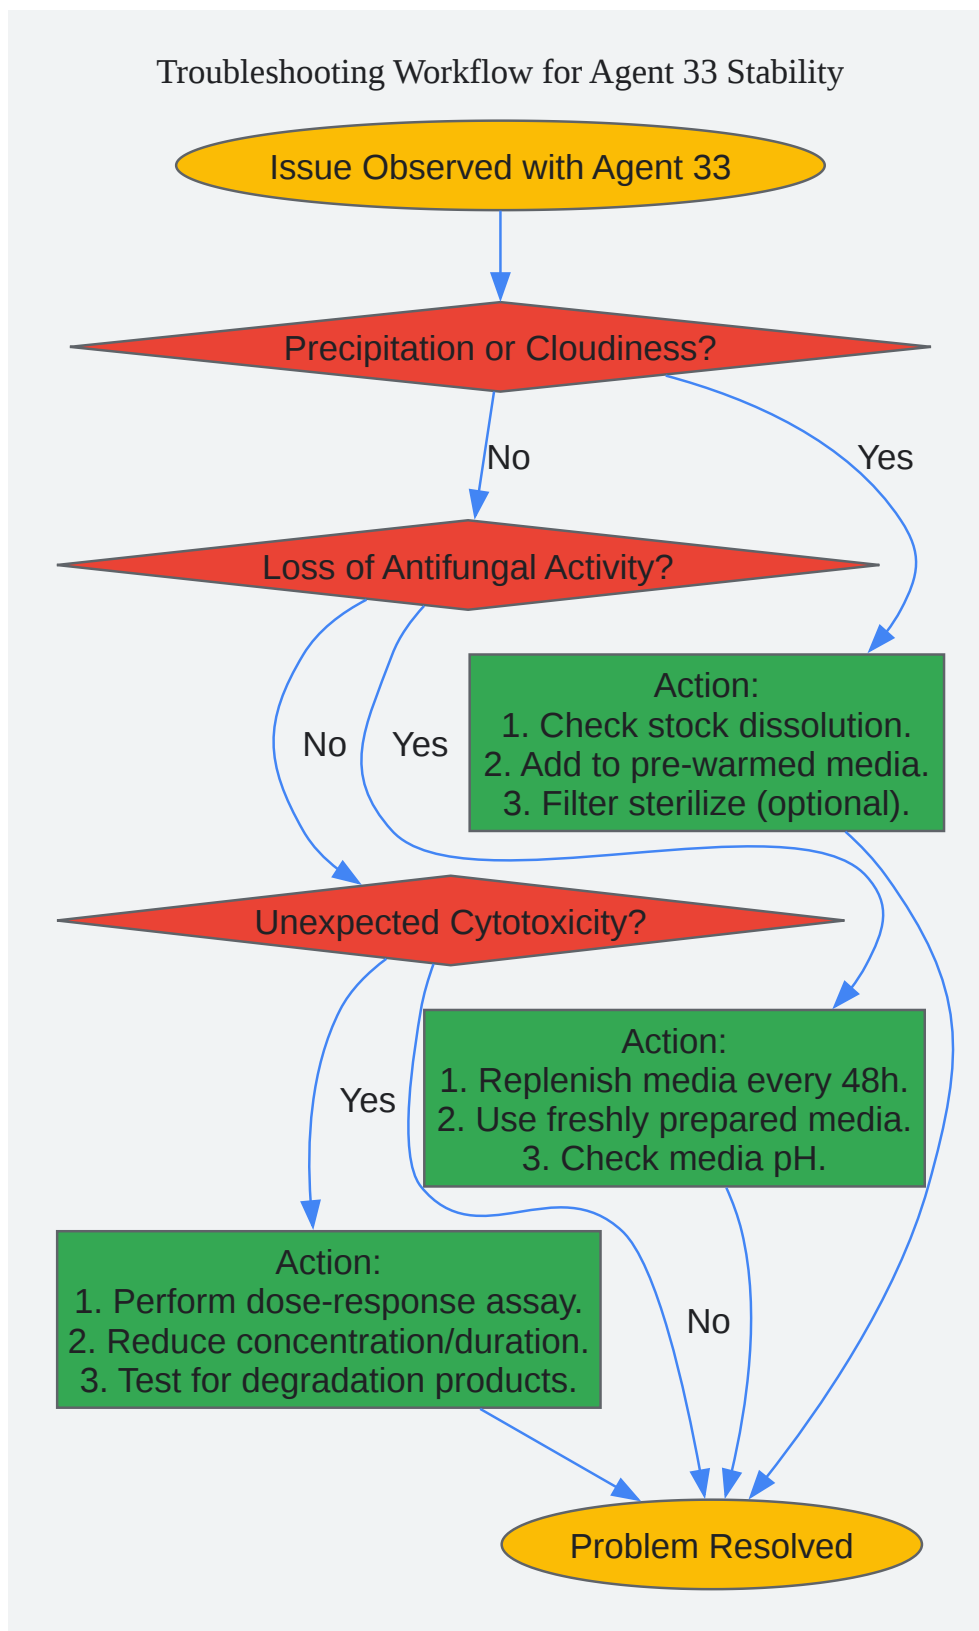 Troubleshooting Workflow for Agent 33 Stability
Issue Observed with Agent 33
Precipitation or Cloudiness?
No
Yes
Loss of Antifungal Activity?
No
Yes
Action:
1. Check stock dissolution.
2. Add to pre-warmed media.
3. Filter sterilize (optional).
Unexpected Cytotoxicity?
Yes
Action:
1. Replenish media every 48h.
2. Use freshly prepared media.
3. Check media pH.
Action:
1. Perform dose-response assay.
2. Reduce concentration/duration.
3. Test for degradation products.
No
Problem Resolved